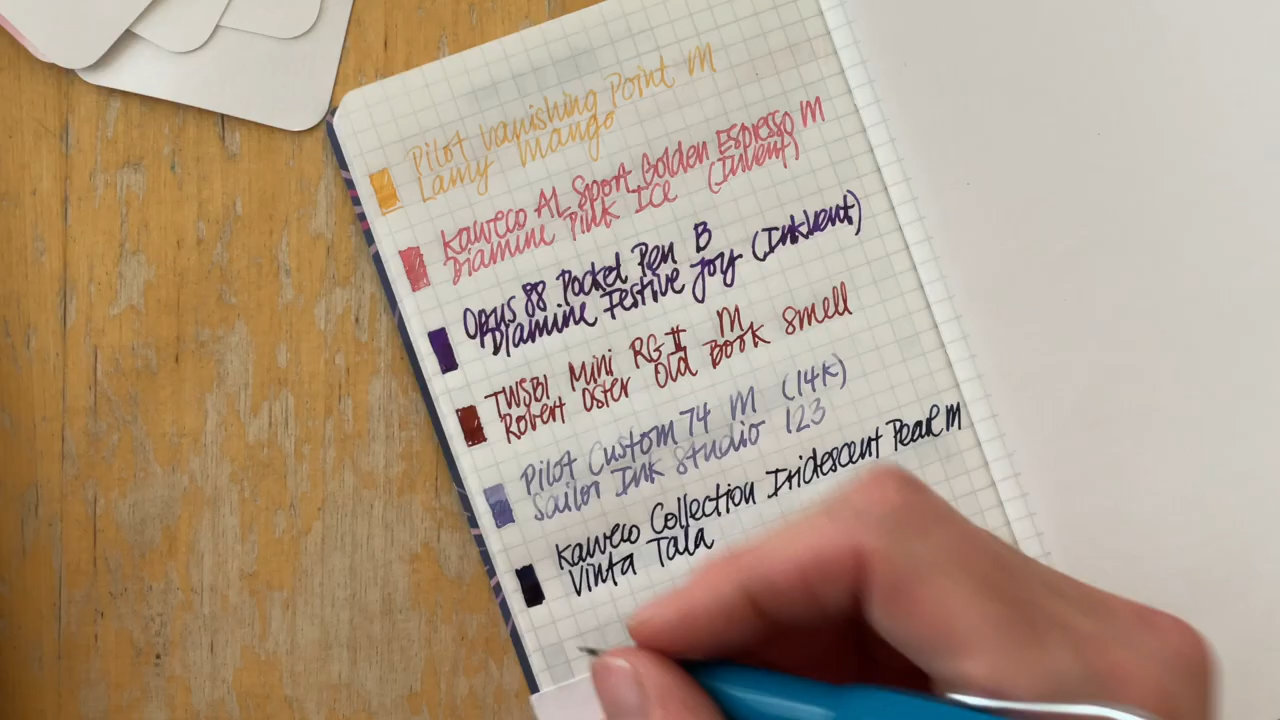 Pilot Vanishing Point M
Lamy Mango
Kaweco AL Sport Golden Espresso M
Diamine Pink Ice (Inkvent)
Opus 88 Pocket Pen B
Diamine Festive Joy (Inkvent)
TWSBI Mini RG II M
Robert Oster Old Book Smell
Pilot Custom 74 M (14K)
Sailor Ink Studio 123
Kaweco Collection Iridescent Pearl M
Vinta Tala